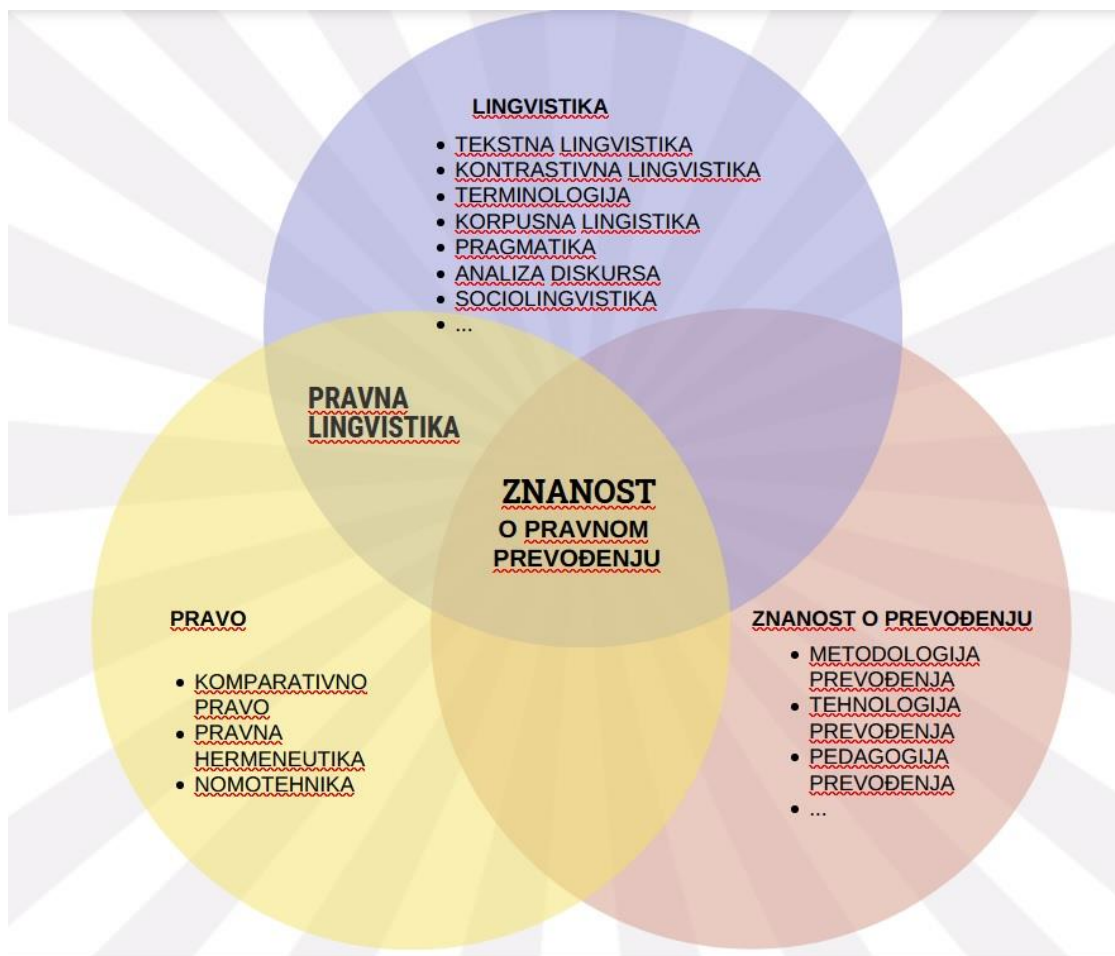 LINGVISTIKA
• TEKSTNA LINGVISTIKA
• KONTRASTIVNA LINGVISTIKA
• TERMINOLOGIJA
• KORPUSNA LINGISTIKA
• PRAGMATIKA
• ANALIZA DISKURSA
• SOCIOLINGVISTIKA
• ...
PRAVNA
LINGVISTIKA
ZNANOST
O PRAVNOM
PREVOĐENJU
PRAVO
• KOMPARATIVNO
PRAVO
• PRAVNA
HERMENEUTIKA
• NOMOTEHNIKA
ZNANOST O PREVOĐENJU
• METODOLOGIJA
PREVOĐENJA
• TEHNOLOGIJA
PREVOĐENJA
• PEDAGOGIJA
PREVOĐENJA
• ...